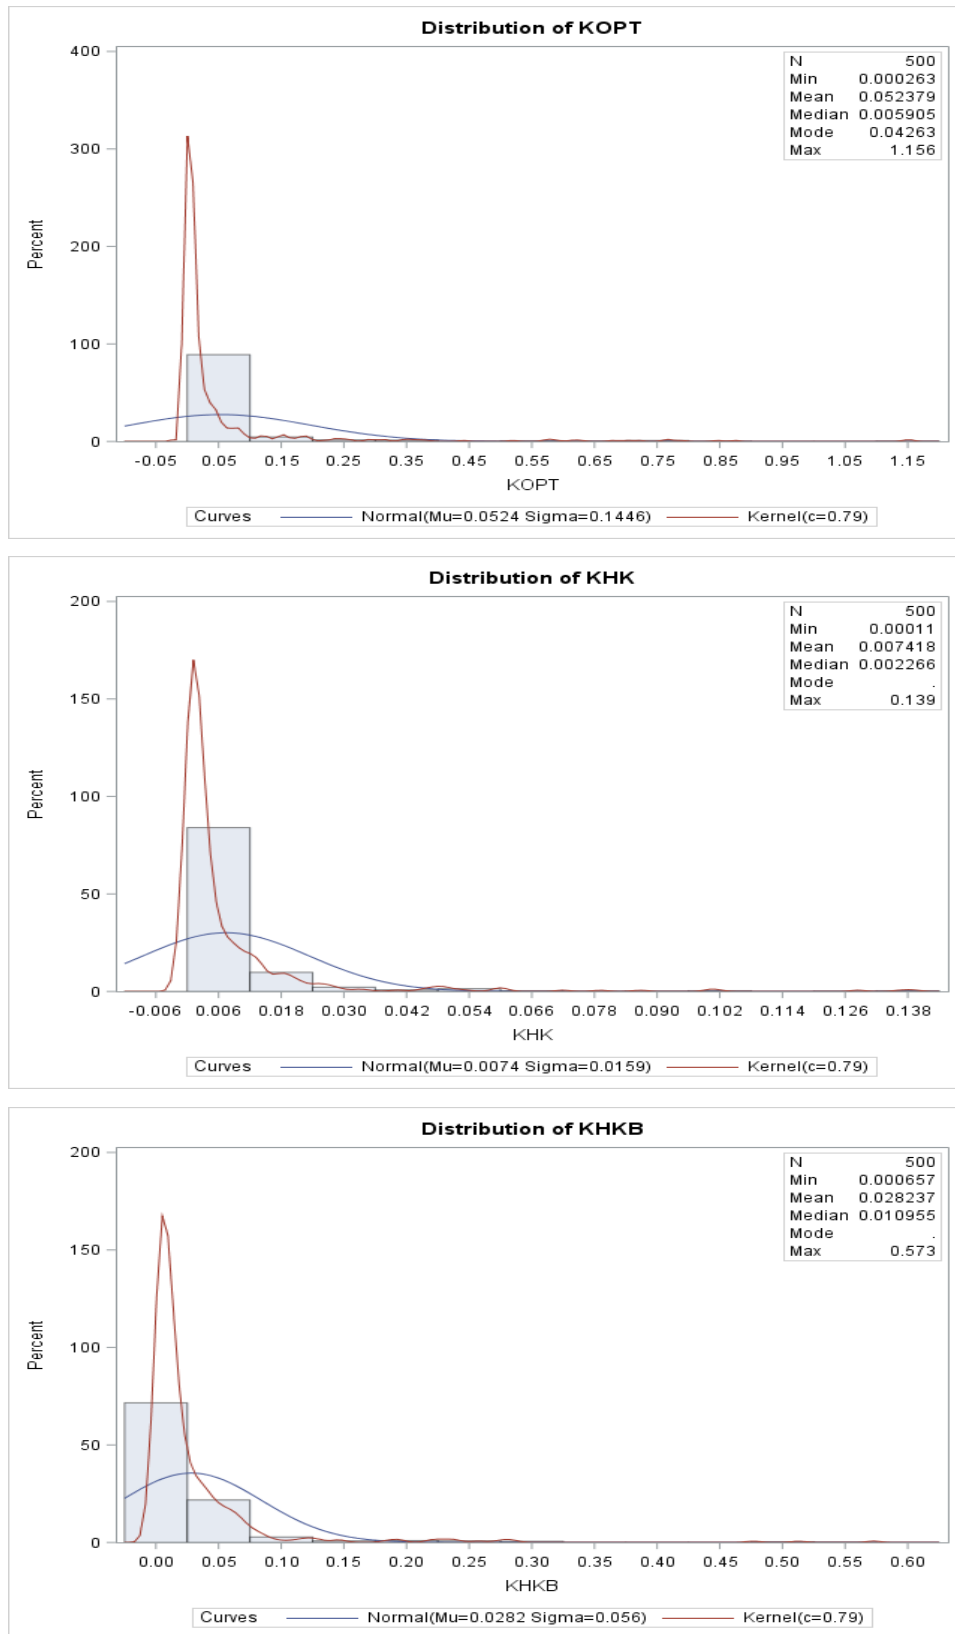 Distribution of KOPT
400
300
200
100
0
Percent
N 500
Min 0.000263
Mean 0.052379
Median 0.005905
Mode 0.04263
Max 1.156
-0.05 0.05 0.15 0.25 0.35 0.45 0.55 0.65 0.75 0.85 0.95 1.05 1.15
KOPT
Curves Normal(Mu=0.0524 Sigma=0.1446) Kernel(c=0.79)
Distribution of KHK
200
150
100
50
0
Percent
N 500
Min 0.00011
Mean 0.007418
Median 0.002266
Mode .
Max 0.139
-0.006 0.006 0.018 0.030 0.042 0.054 0.066 0.078 0.090 0.102 0.114 0.126 0.138
KHK
Curves Normal(Mu=0.0074 Sigma=0.0159) Kernel(c=0.79)
Distribution of KHKB
200
150
100
50
0
Percent
N 500
Min 0.000657
Mean 0.028237
Median 0.010955
Mode .
Max 0.573
0.00 0.05 0.10 0.15 0.20 0.25 0.30 0.35 0.40 0.45 0.50 0.55 0.60
KHKB
Curves Normal(Mu=0.0282 Sigma=0.056) Kernel(c=0.79)